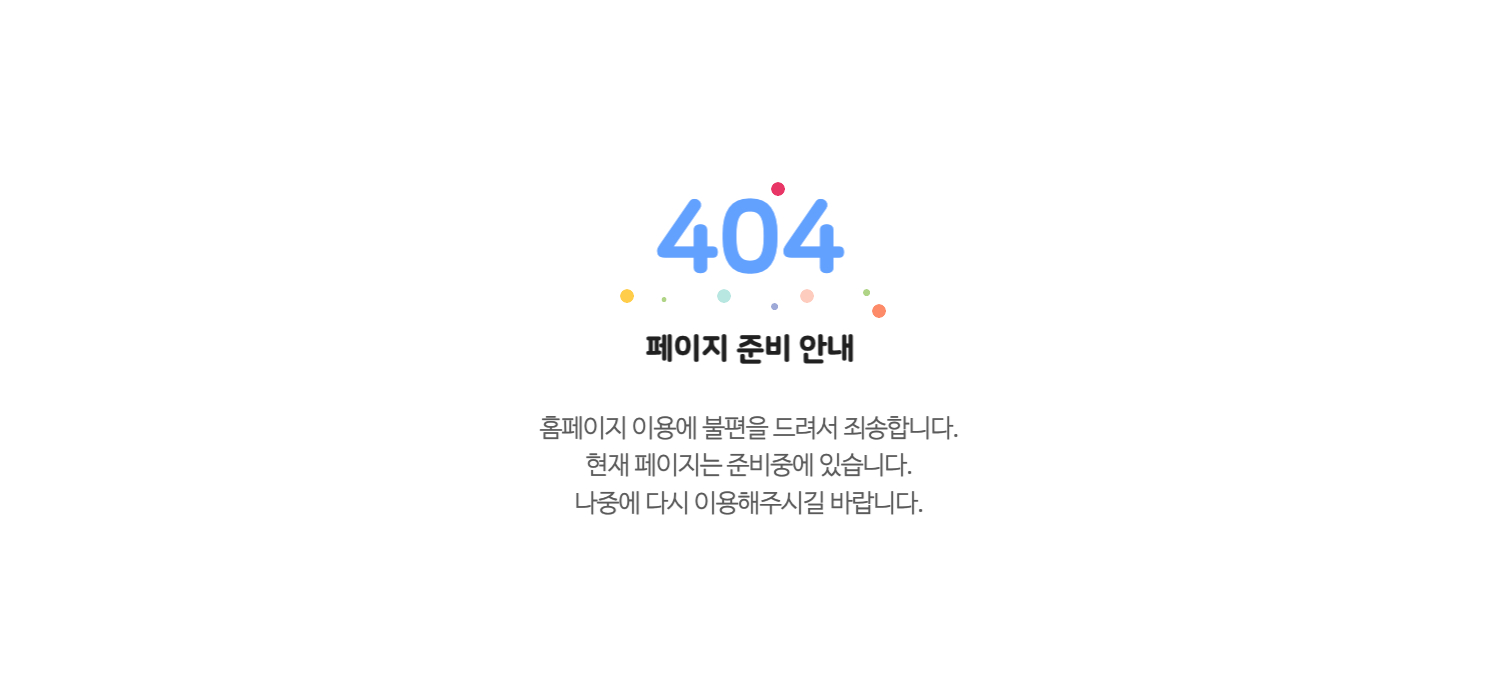 404
페이지 준비 안내
홈페이지 이용에 불편을 드려서 죄송합니다.
현재 페이지는 준비중에 있습니다.
나중에 다시 이용해주시길 바랍니다.